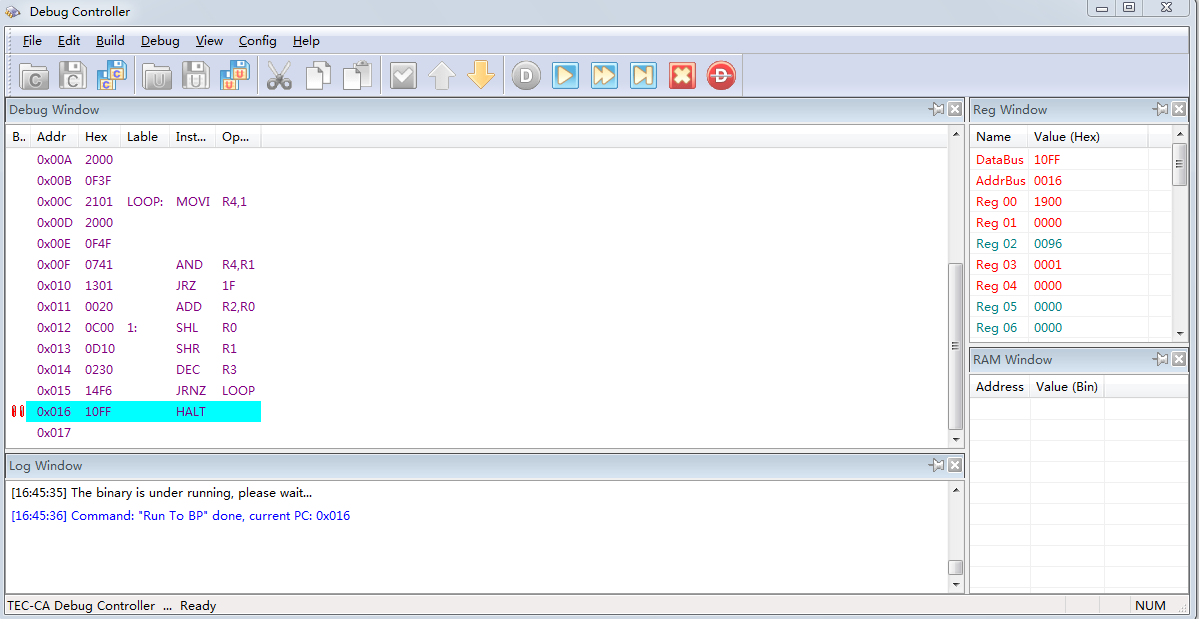 Debug Controller
File Edit Build Debug View Config Help
C C C U U U D D
Debug Window
B.. Addr Hex Lable Inst... Op...
0x00A 2000
0x00B 0F3F
0x00C 2101 LOOP: MOVI R4,1
0x00D 2000
0x00E 0F4F
0x00F 0741 AND R4,R1
0x010 1301 JRZ 1F
0x011 0020 ADD R2,R0
0x012 0C00 1: SHL R0
0x013 0D10 SHR R1
0x014 0230 DEC R3
0x015 14F6 JRNZ LOOP
0x016 10FF HALT
0x017
Reg Window
Name Value (Hex)
DataBus 10FF
AddrBus 0016
Reg 00 1900
Reg 01 0000
Reg 02 0096
Reg 03 0001
Reg 04 0000
Reg 05 0000
Reg 06 0000
RAM Window
Address Value (Bin)
Log Window
[16:45:35] The binary is under running, please wait...
[16:45:36] Command: "Run To BP" done, current PC: 0x016
TEC-CA Debug Controller ... Ready
NUM